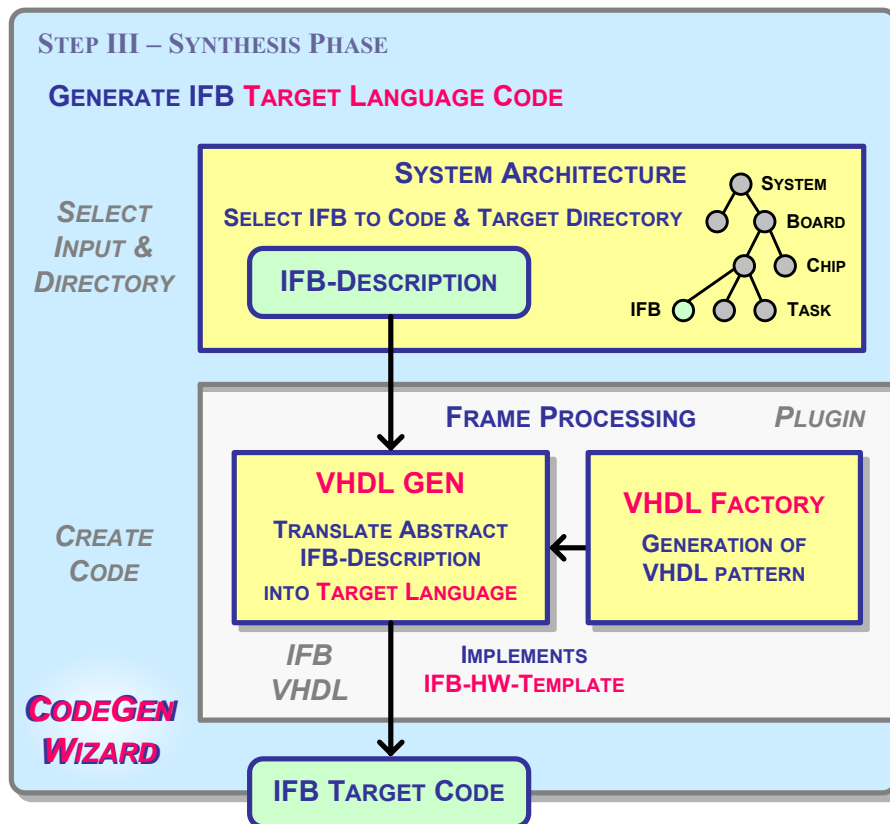 STEP III – SYNTHESIS PHASE
GENERATE IFB TARGET LANGUAGE CODE
SELECT
INPUT &
DIRECTORY
SYSTEM ARCHITECTURE
SELECT IFB TO CODE & TARGET DIRECTORY
IFB-DESCRIPTION
SYSTEM
BOARD
CHIP
IFB
TASK
CREATE
CODE
FRAME PROCESSING
PLUGIN
VHDL GEN
TRANSLATE ABSTRACT
IFB-DESCRIPTION
INTO TARGET LANGUAGE
VHDL FACTORY
GENERATION OF
VHDL PATTERN
IFB
VHDL
IMPLEMENTS
IFB-HW-TEMPLATE
CODEGEN
WIZARD
IFB TARGET CODE